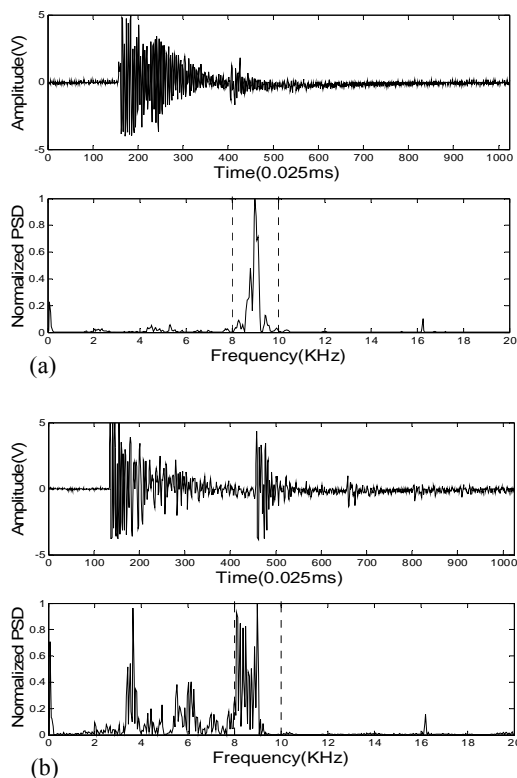 5
0
-5
Amplitude(V)
0 100 200 300 400 500 600 700 800 900 1000
Time(0.025ms)
1
0.8
0.6
0.4
0.2
0
Normalized PSD
0 2 4 6 8 10 12 14 16 18 20
Frequency(KHz)
(a)
5
0
-5
Amplitude(V)
0 100 200 300 400 500 600 700 800 900 1000
Time(0.025ms)
1
0.8
0.6
0.4
0.2
0
Normalized PSD
0 2 4 6 8 10 12 14 16 18 20
Frequency(KHz)
(b)